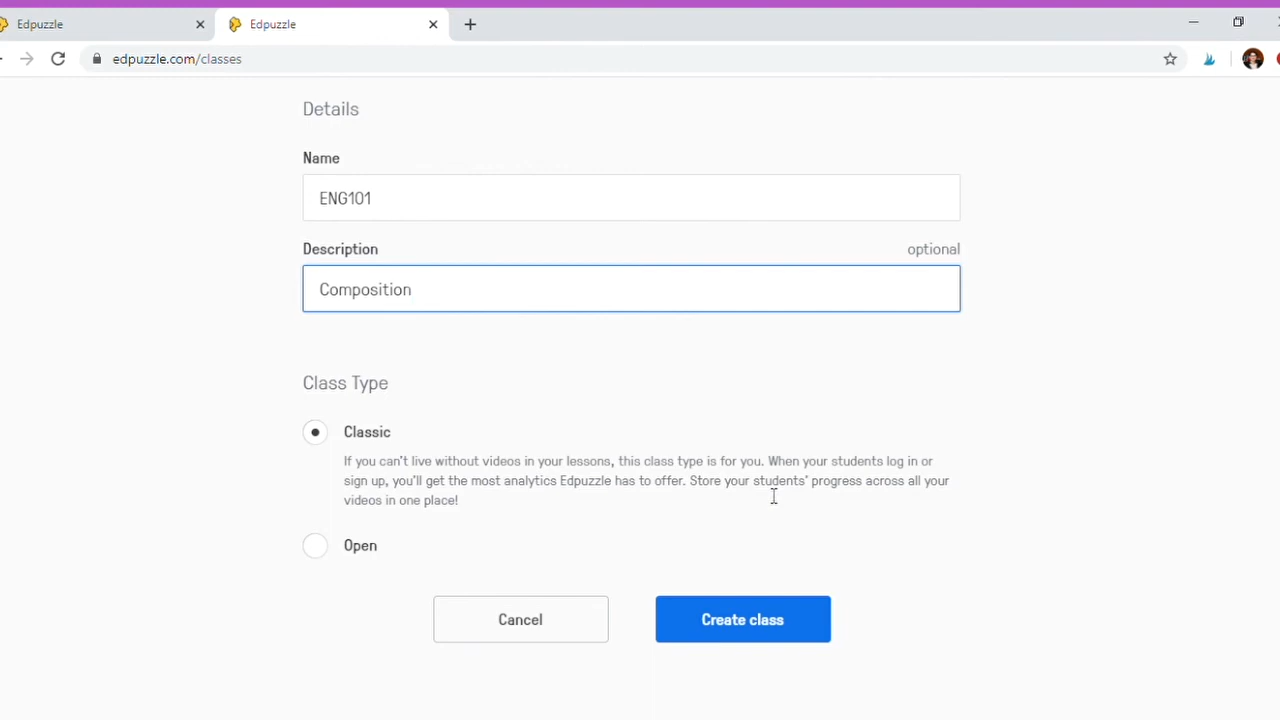 Edpuzzle
Edpuzzle
edpuzzle.com/classes
Details
Name
ENG101
Description optional
Composition
Class Type
Classic
If you can't live without videos in your lessons, this class type is for you. When your students log in or
sign up, you'll get the most analytics Edpuzzle has to offer. Store your students' progress across all your
videos in one place!
Open
Cancel Create class